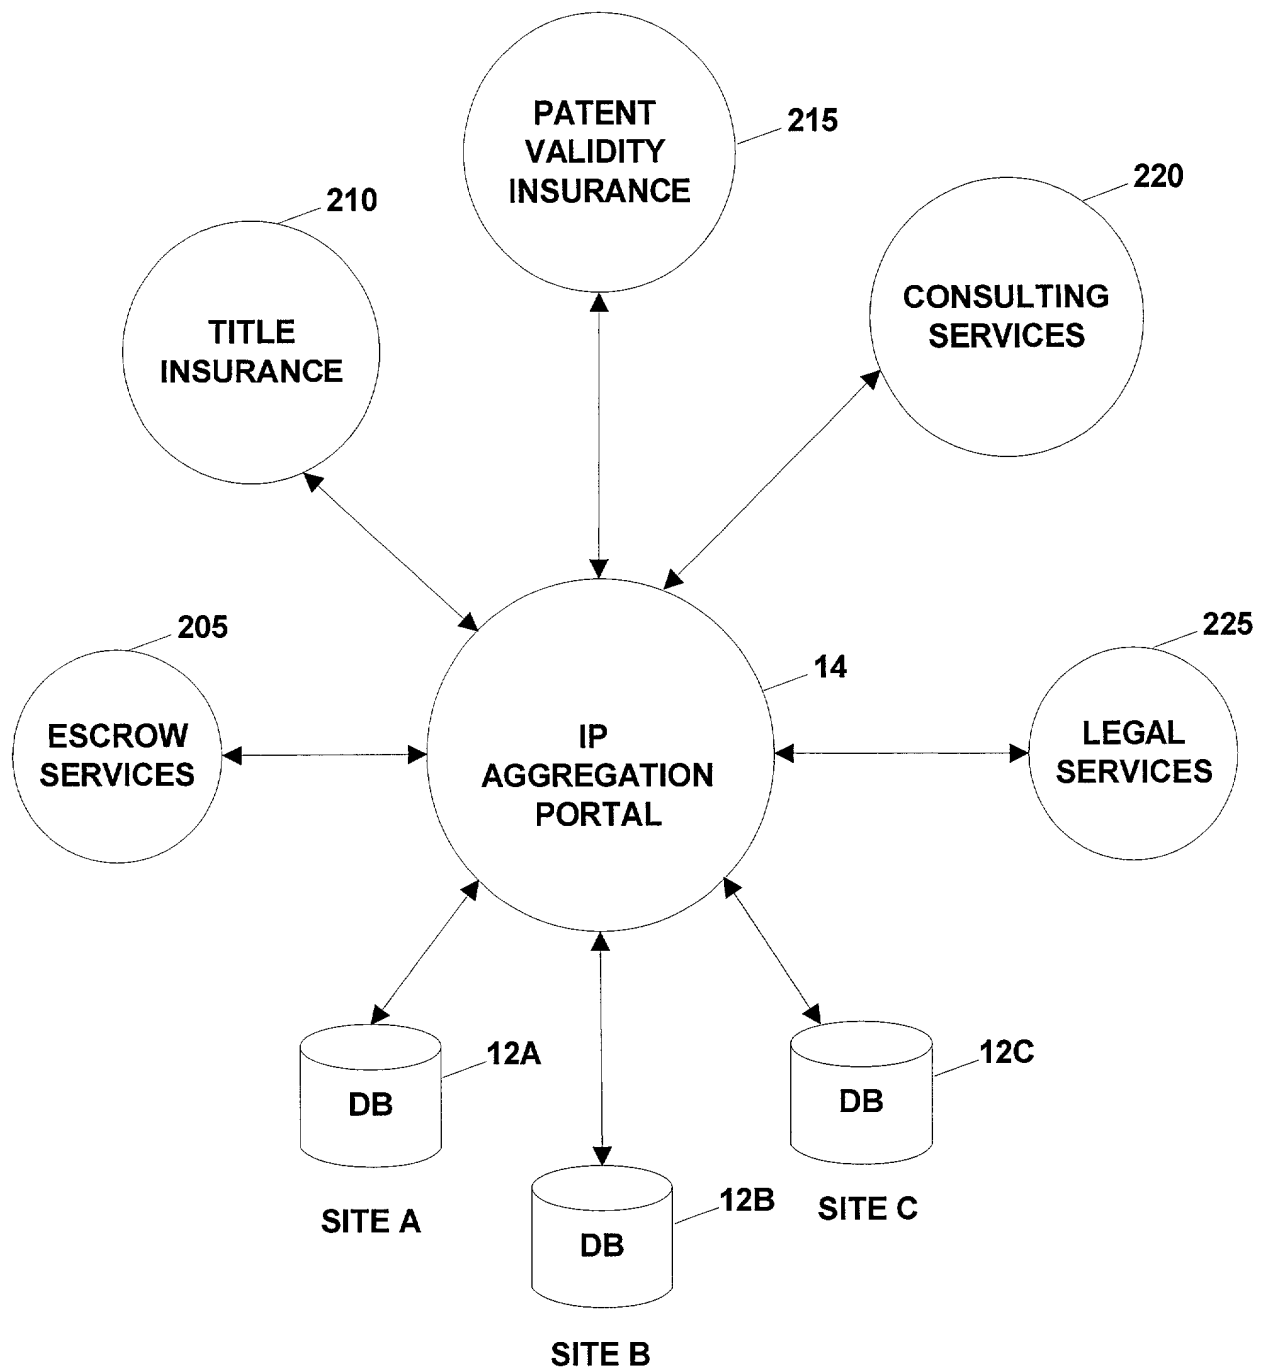 PATENT
VALIDITY
INSURANCE
215
220
210
CONSULTING
SERVICES
TITLE
INSURANCE
205
225
14
ESCROW
SERVICES
IP
AGGREGATION
PORTAL
LEGAL
SERVICES
12A
DB
SITE A
12B
DB
SITE B
12C
DB
SITE C